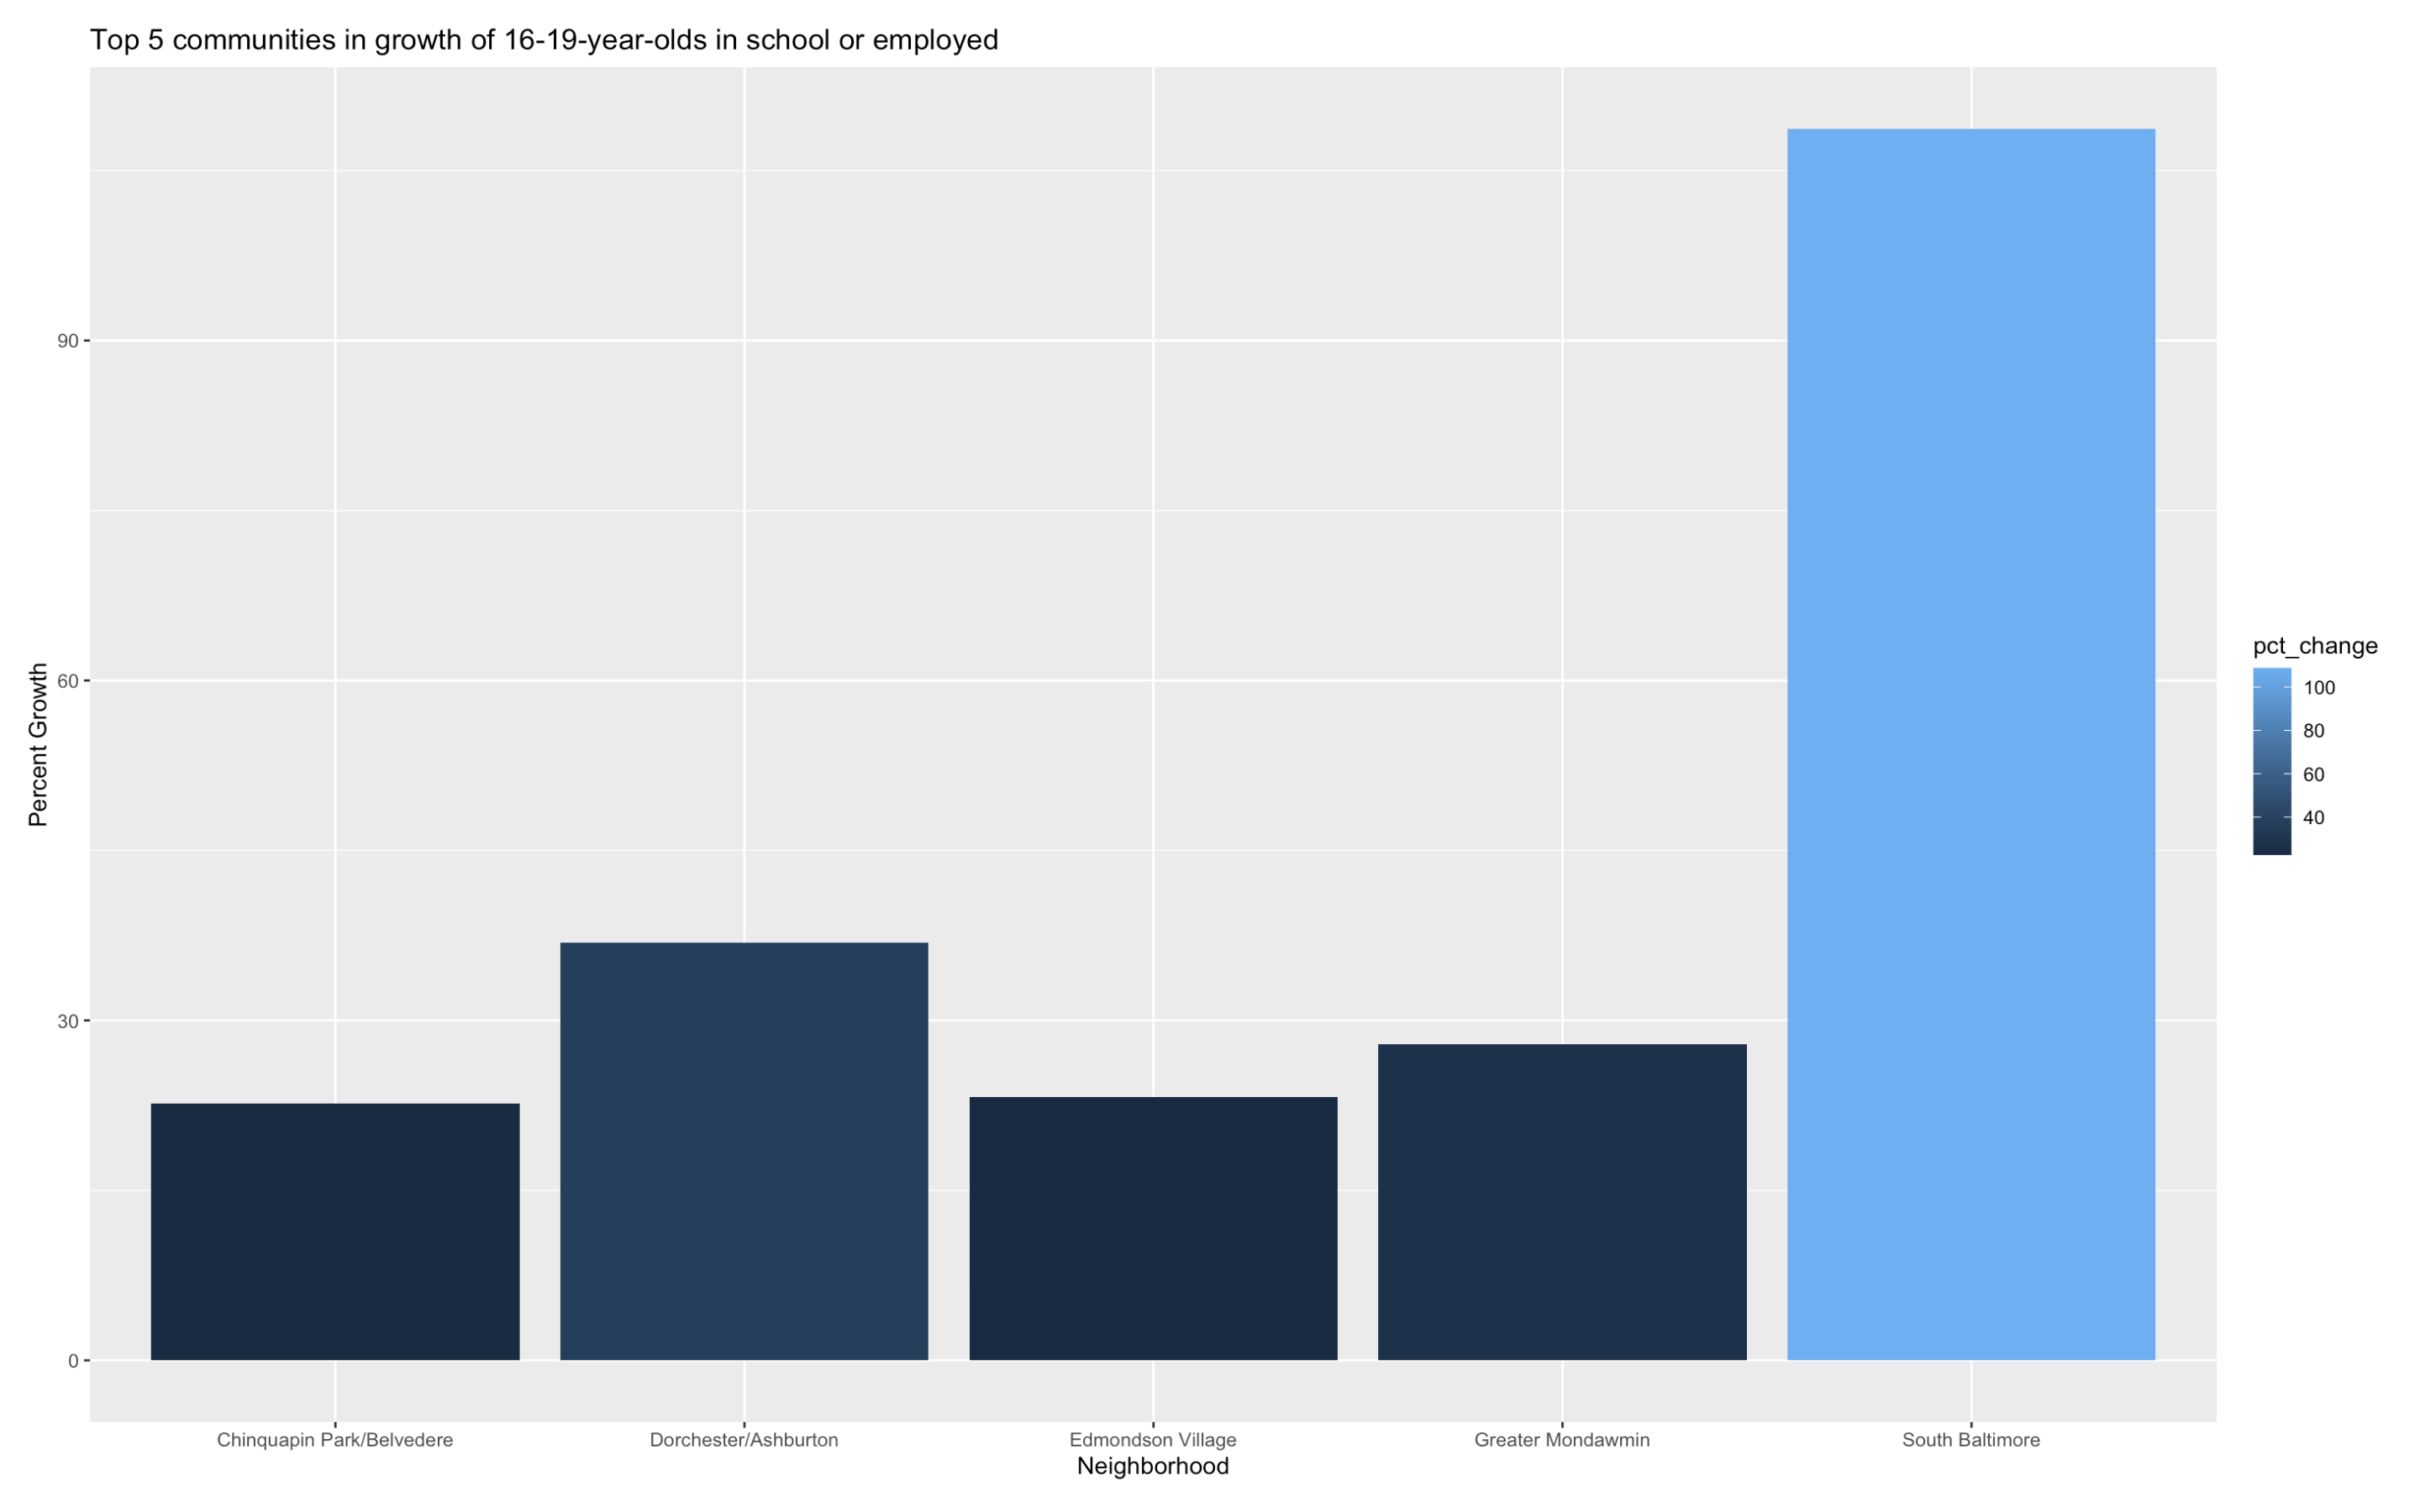 Top 5 communities in growth of 16-19-year-olds in school or employed
Percent Growth
90
60
30
0
Chinquapin Park/Belvedere
Dorchester/Ashburton
Edmondson Village
Greater Mondawmin
South Baltimore
Neighborhood
pct_change
100
80
60
40